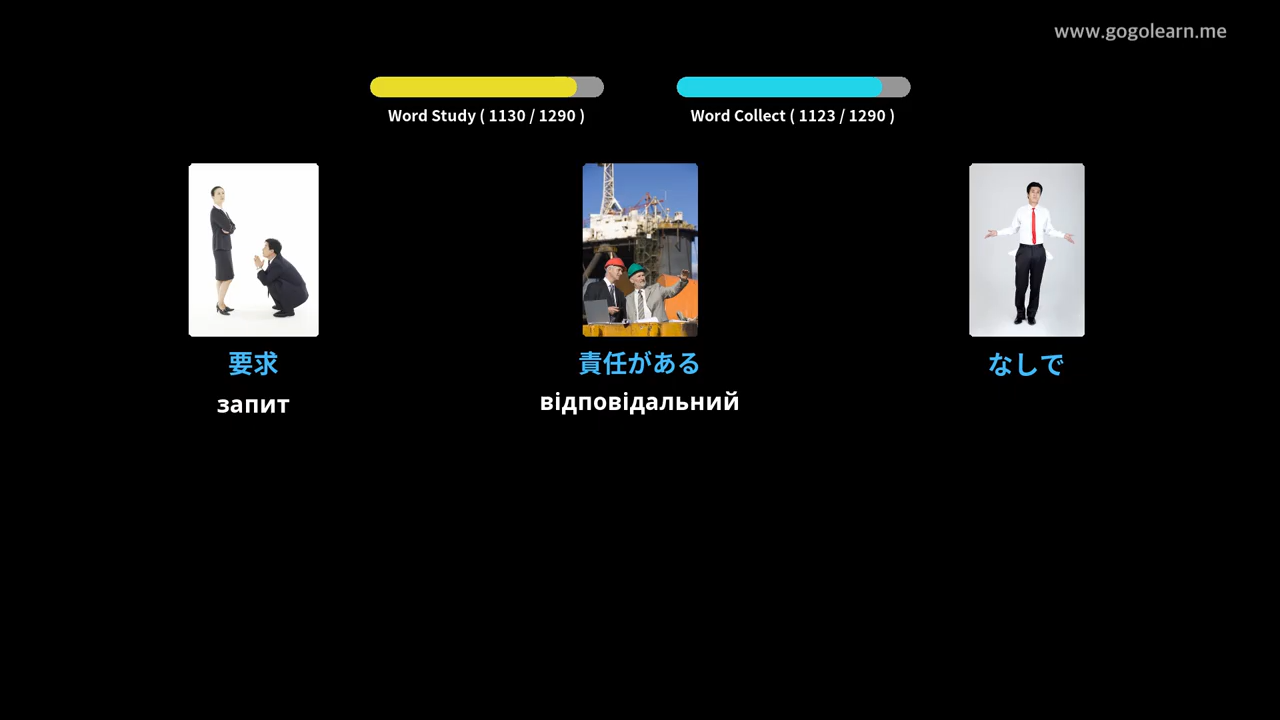 www.gogolearn.me
Word Study ( 1130 / 1290 )
Word Collect ( 1123 / 1290 )
要求
責任がある
なしで
запит
відповідальний